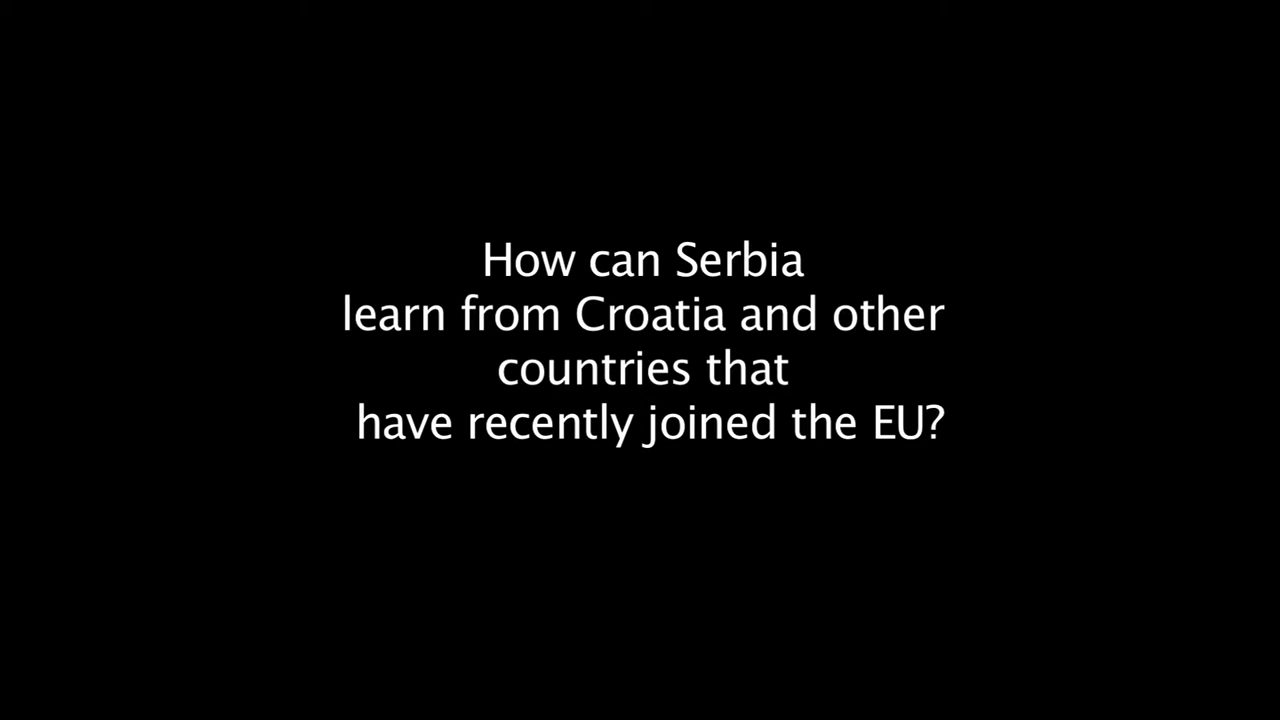 How can Serbia
learn from Croatia and other
countries that
have recently joined the EU?